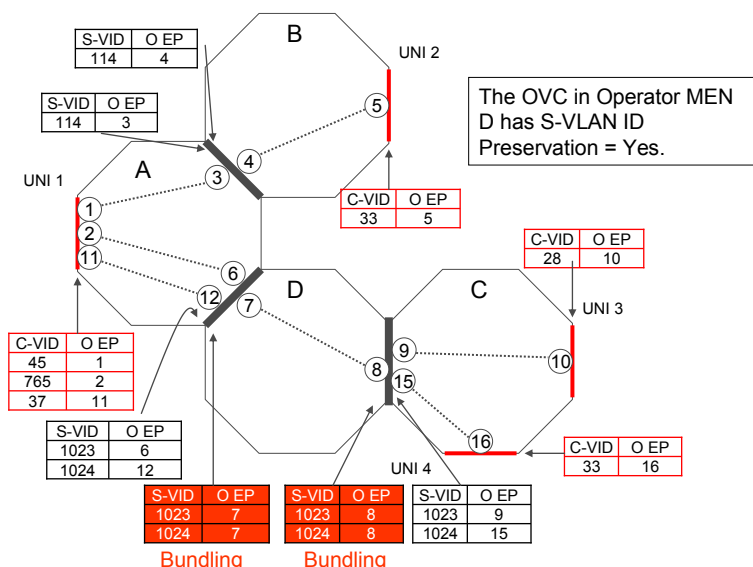 B
S-VID O EP
114 4
UNI 2
The OVC in Operator MEN
D has S-VLAN ID
Preservation = Yes.
S-VID O EP
114 3
5
4
A
3
UNI 1
C-VID O EP
33 5
1
2
11
6
12
C-VID O EP
28 10
D
C
7
UNI 3
9
10
8
15
C-VID O EP
45 1
765 2
37 11
16
S-VID O EP
1023 6
1024 12
C-VID O EP
33 16
UNI 4
S-VID O EP
1023 7
1024 7
S-VID O EP
1023 8
1024 8
S-VID O EP
1023 9
1024 15
Bundling
Bundling